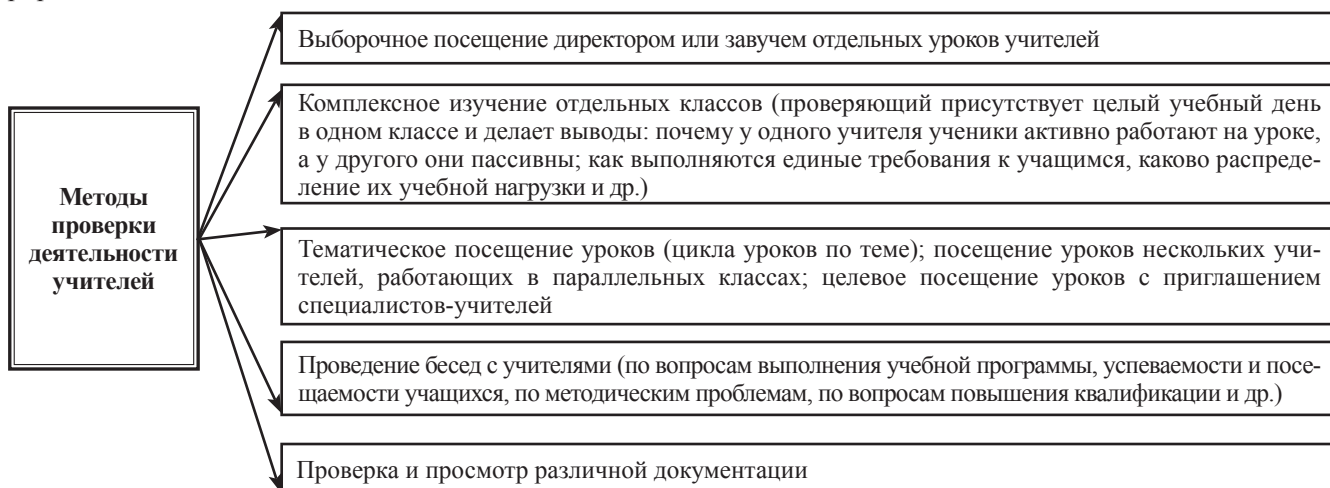 Выборочное посещение директором или завучем отдельных уроков учителей
Комплексное изучение отдельных классов (проверяющий присутствует целый учебный день
в одном классе и делает выводы: почему у одного учителя ученики активно работают на уроке,
а у другого они пассивны; как выполняются единые требования к учащимся, каково распреде-
ление их учебной нагрузки и др.)
Методы
проверки
деятельности
учителей
Тематическое посещение уроков (цикла уроков по теме); посещение уроков нескольких учи-
телей, работающих в параллельных классах; целевое посещение уроков с приглашением
специалистов-учителей
Проведение бесед с учителями (по вопросам выполнения учебной программы, успеваемости и посе-
щаемости учащихся, по методическим проблемам, по вопросам повышения квалификации и др.)
Проверка и просмотр различной документации